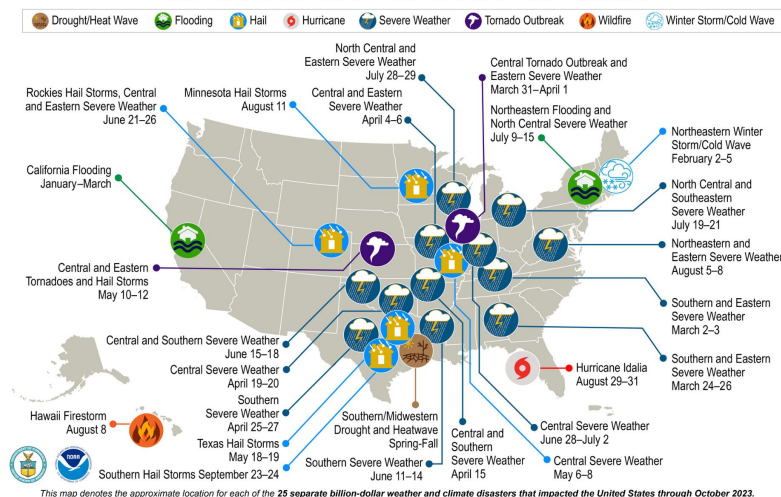 Drought/Heat Wave
Flooding
Hail
Hurricane
Severe Weather
Tornado Outbreak
Wildfire
Winter Storm/Cold Wave
North Central and
Eastern Severe Weather
July 28–29
Central Tornado Outbreak and
Eastern Severe Weather
March 31–April 1
Rockies Hail Storms, Central
and Eastern Severe Weather
June 21–26
Minnesota Hail Storms
August 11
Central and Eastern
Severe Weather
April 4–6
Northeastern Flooding and
North Central Severe Weather
July 9–15
Northeastern Winter
Storm/Cold Wave
February 2–5
California Flooding
January–March
North Central and
Southeastern
Severe Weather
July 19–21
Northeastern and
Eastern Severe Weather
August 5–8
Central and Eastern
Tornadoes and Hail Storms
May 10–12
Southern and Eastern
Severe Weather
March 2–3
Central and Southern Severe Weather
June 15–18
Southern and Eastern
Severe Weather
March 24–26
Central Severe Weather
April 19–20
Hurricane Idalia
August 29–31
Southern
Severe Weather
April 25–27
Hawaii Firestorm
August 8
Texas Hail Storms
May 18–19
Southern/Midwestern
Drought and Heatwave
Spring-Fall
Central and
Southern
Severe Weather
April 15
Central Severe Weather
June 28–July 2
Southern Hail Storms September 23–24
Southern Severe Weather
June 11–14
Central Severe Weather
May 6–8
NOAA
This map denotes the approximate location for each of the 25 separate billion-dollar weather and climate disasters that impacted the United States through October 2023.